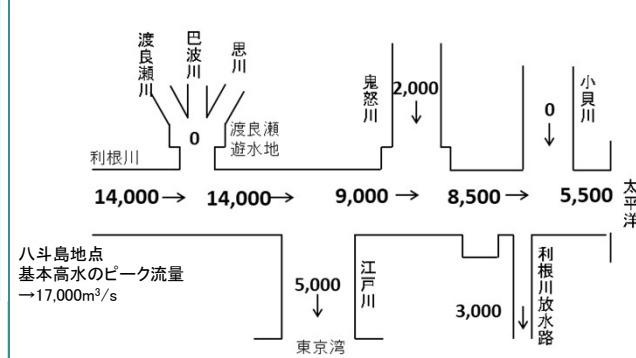 渡良瀬川
巴波川
思川
鬼怒川
2,000
小貝川
0
0
渡良瀬
遊水地
利根川
14,000→
14,000→
9,000→
8,500→
5,500
太平洋
八斗島地点
基本高水のピーク流量
→17,000m³/s
5,000
↓
江戸川
東京湾
3,000
↓
利根川放水路